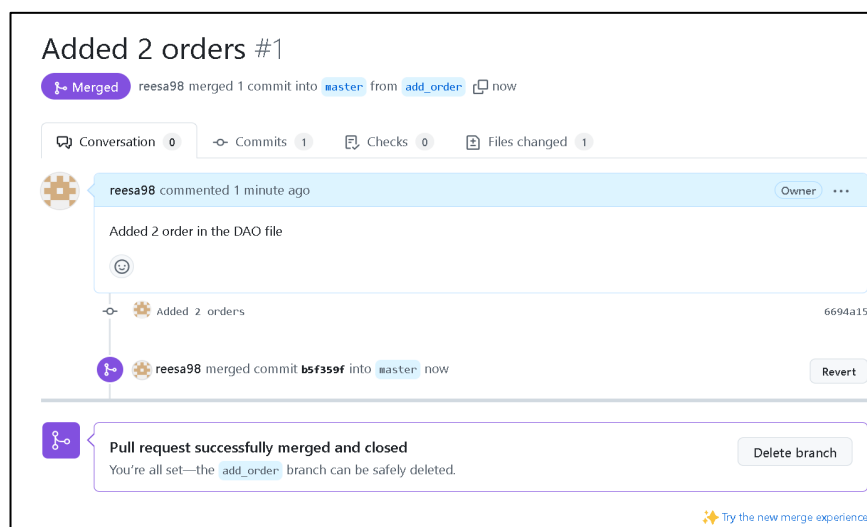 Added 2 orders #1
Merged reesa98 merged 1 commit into master from add_order now
Conversation 0 Commits 1 Checks 0 Files changed 1
reesa98 commented 1 minute ago Owner ...
Added 2 order in the DAO file
Added 2 orders 6694a15
reesa98 merged commit b5f359f into master now Revert
Pull request successfully merged and closed
You're all set—the add_order branch can be safely deleted.
Delete branch
Try the new merge experience